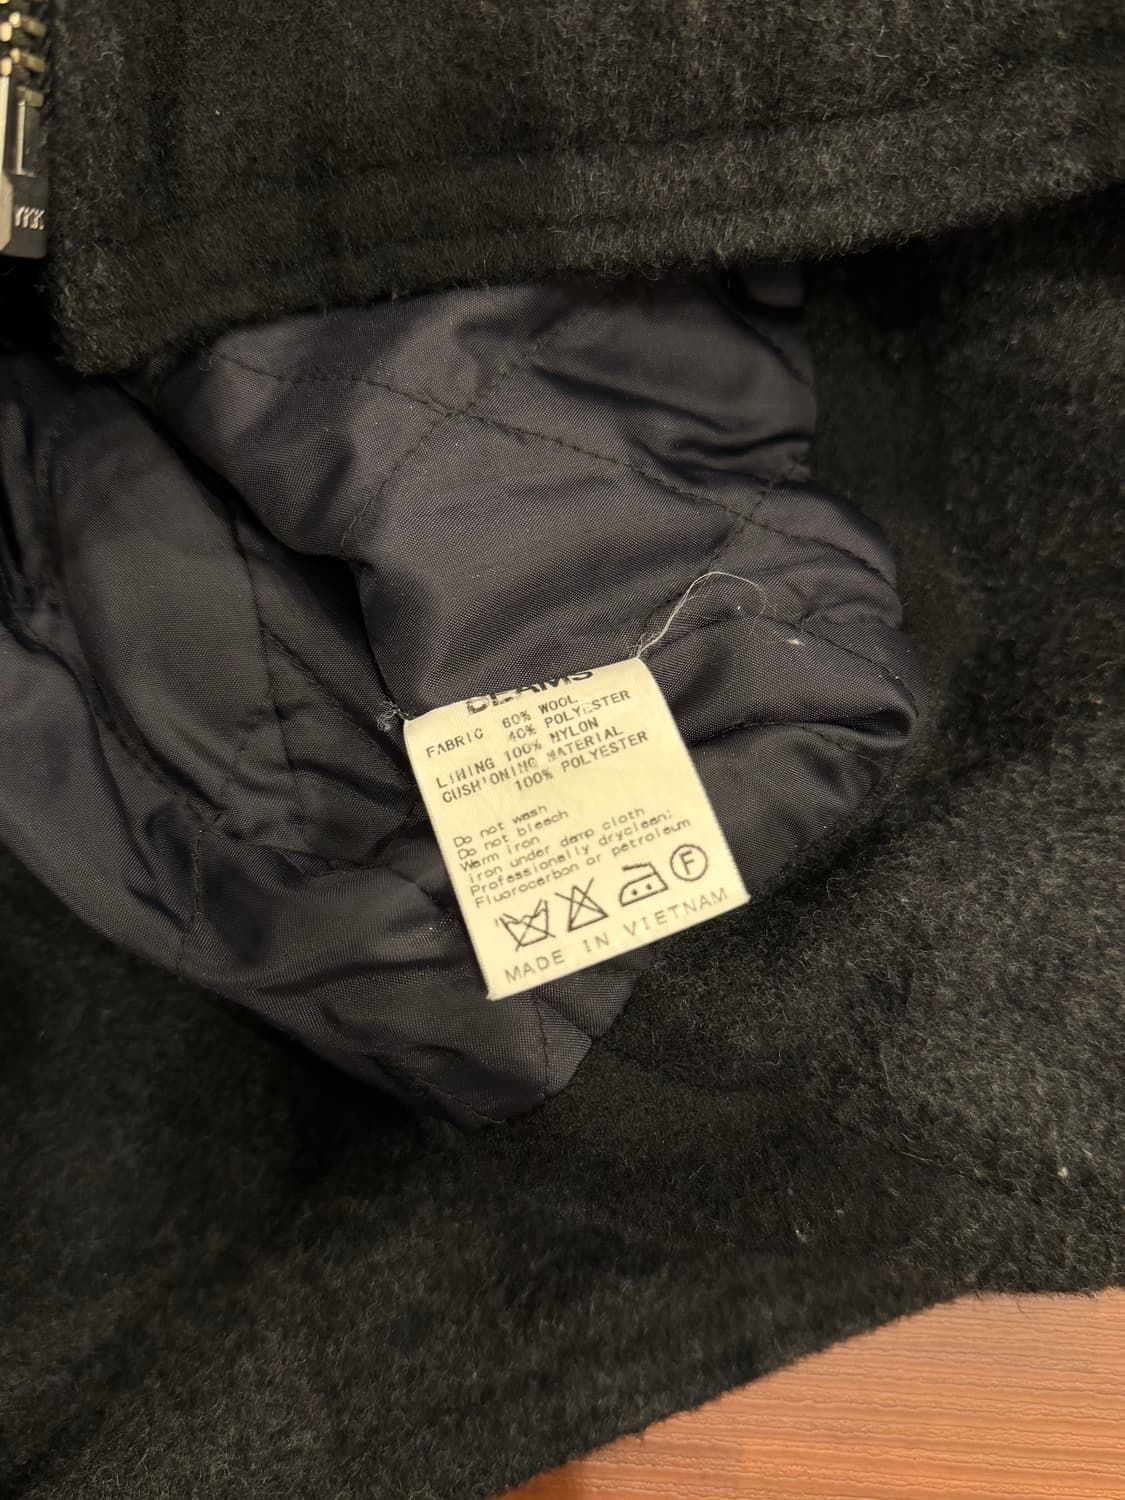 BEAMS
FABRIC 60% WOOL
40% POLYESTER
LINING 100% NYLON
CUSHIONING MATERIAL
100% POLYESTER
Do not wash
Do not bleach
Warm iron
Iron under damp cloth
Professionally dryclean:
Fluorocarbon or petroleum
F
MADE IN VIETNAM